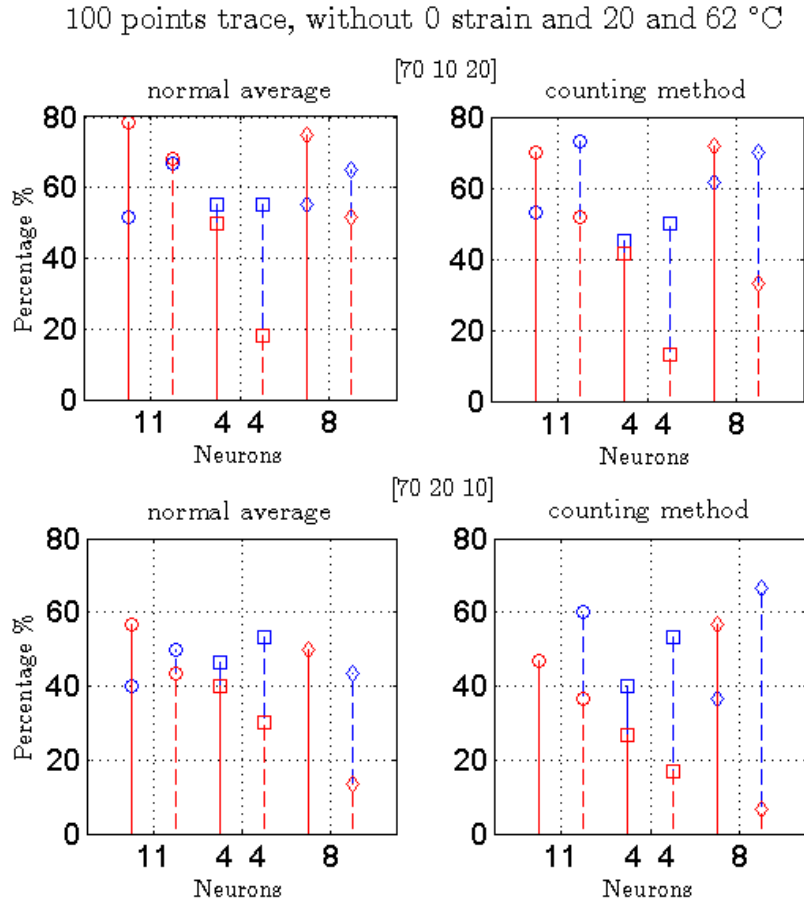 100 points trace, without 0 strain and 20 and 62 °C
[70 10 20]
normal average
counting method
80
60
40
20
0
Percentage %
11 4 4 8
Neurons
80
60
40
20
0
11 4 4 8
Neurons
[70 20 10]
normal average
counting method
80
60
40
20
0
Percentage %
11 4 4 8
Neurons
80
60
40
20
0
11 4 4 8
Neurons